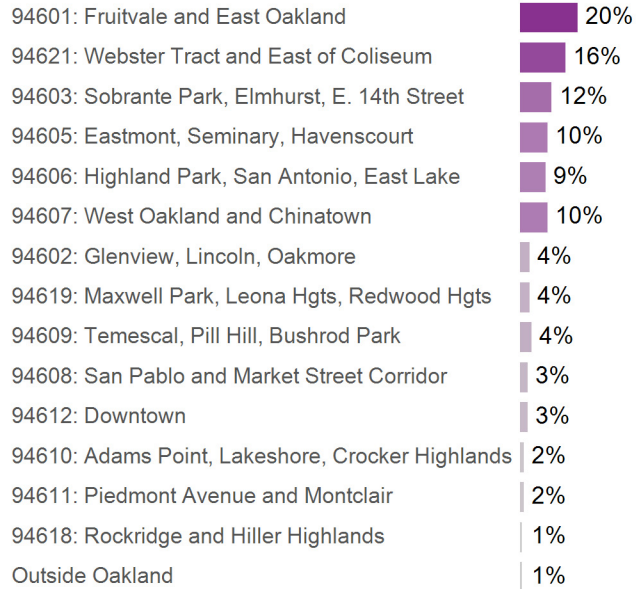 94601: Fruitvale and East Oakland 20%
94621: Webster Tract and East of Coliseum 16%
94603: Sobrante Park, Elmhurst, E. 14th Street 12%
94605: Eastmont, Seminary, Havenscourt 10%
94606: Highland Park, San Antonio, East Lake 9%
94607: West Oakland and Chinatown 10%
94602: Glenview, Lincoln, Oakmore 4%
94619: Maxwell Park, Leona Hgts, Redwood Hgts 4%
94609: Temescal, Pill Hill, Bushrod Park 4%
94608: San Pablo and Market Street Corridor 3%
94612: Downtown 3%
94610: Adams Point, Lakeshore, Crocker Highlands 2%
94611: Piedmont Avenue and Montclair 2%
94618: Rockridge and Hiller Highlands 1%
Outside Oakland 1%